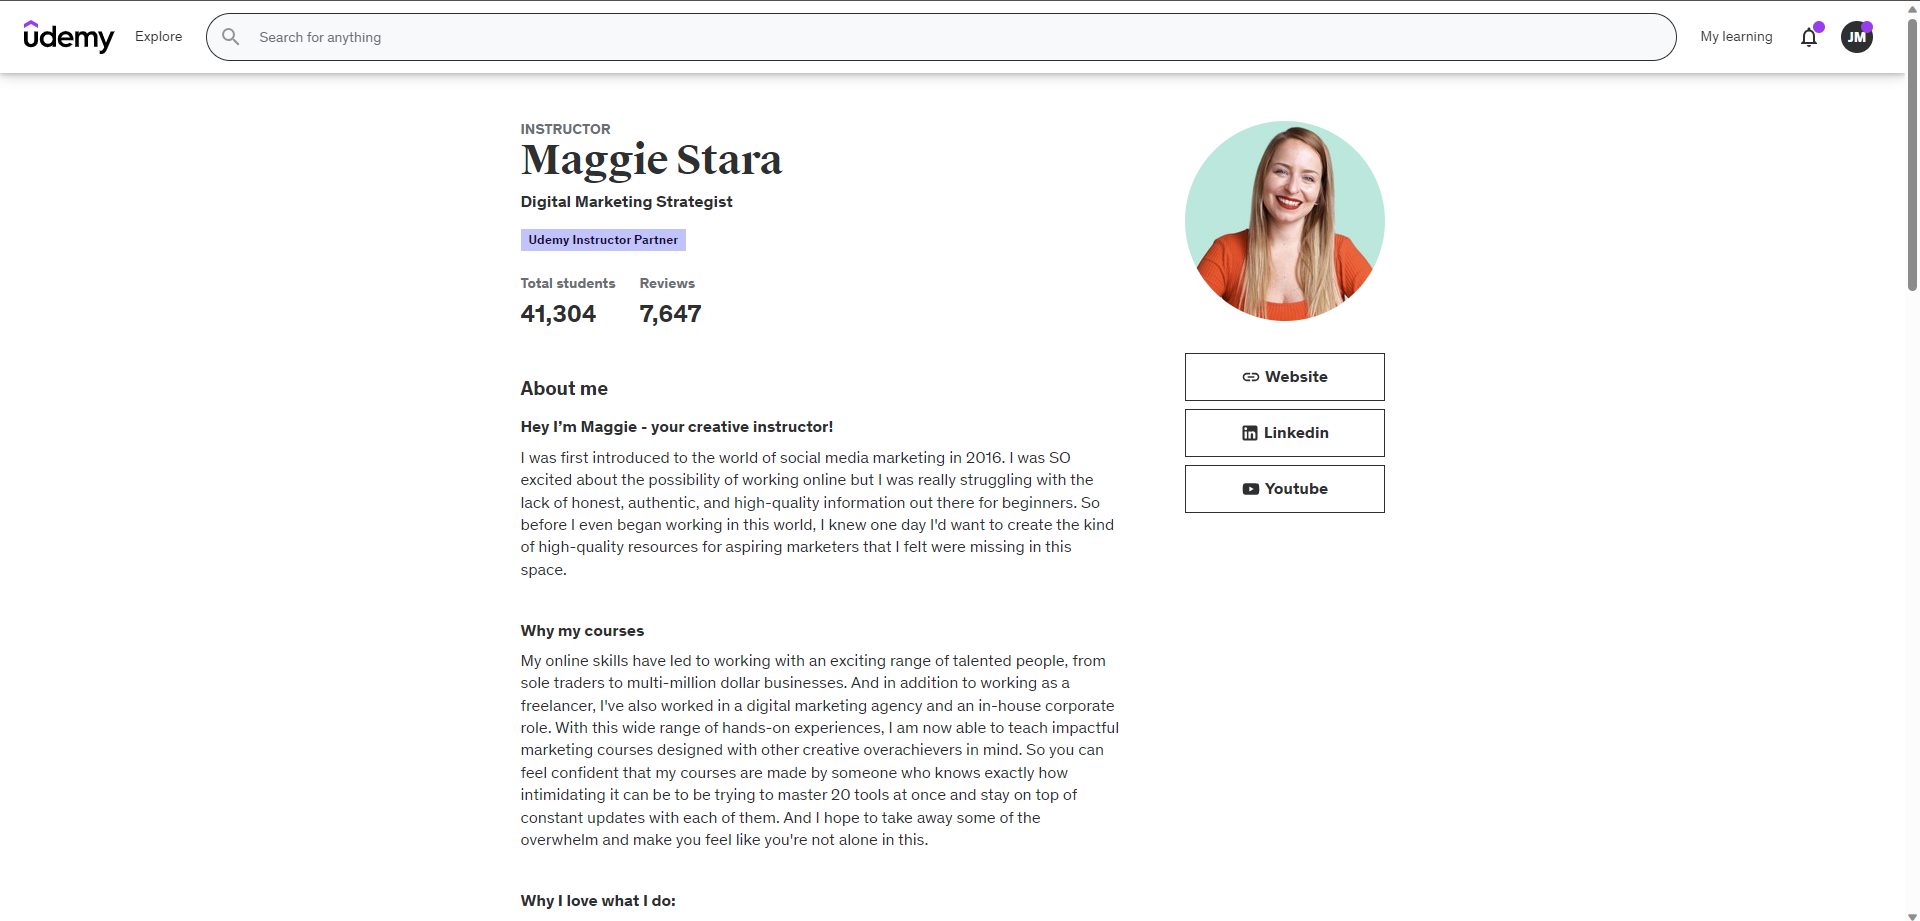 udemy
Explore
Search for anything
My learning
JM
INSTRUCTOR
Maggie Stara
Digital Marketing Strategist
Udemy Instructor Partner
Total students Reviews
41,304 7,647
Website
Linkedin
Youtube
About me
Hey I’m Maggie - your creative instructor!
I was first introduced to the world of social media marketing in 2016. I was SO
excited about the possibility of working online but I was really struggling with the
lack of honest, authentic, and high-quality information out there for beginners. So
before I even began working in this world, I knew one day I'd want to create the kind
of high-quality resources for aspiring marketers that I felt were missing in this
space.
Why my courses
My online skills have led to working with an exciting range of talented people, from
sole traders to multi-million dollar businesses. And in addition to working as a
freelancer, I've also worked in a digital marketing agency and an in-house corporate
role. With this wide range of hands-on experiences, I am now able to teach impactful
marketing courses designed with other creative overachievers in mind. So you can
feel confident that my courses are made by someone who knows exactly how
intimidating it can be to be trying to master 20 tools at once and stay on top of
constant updates with each of them. And I hope to take away some of the
overwhelm and make you feel like you're not alone in this.
Why I love what I do: